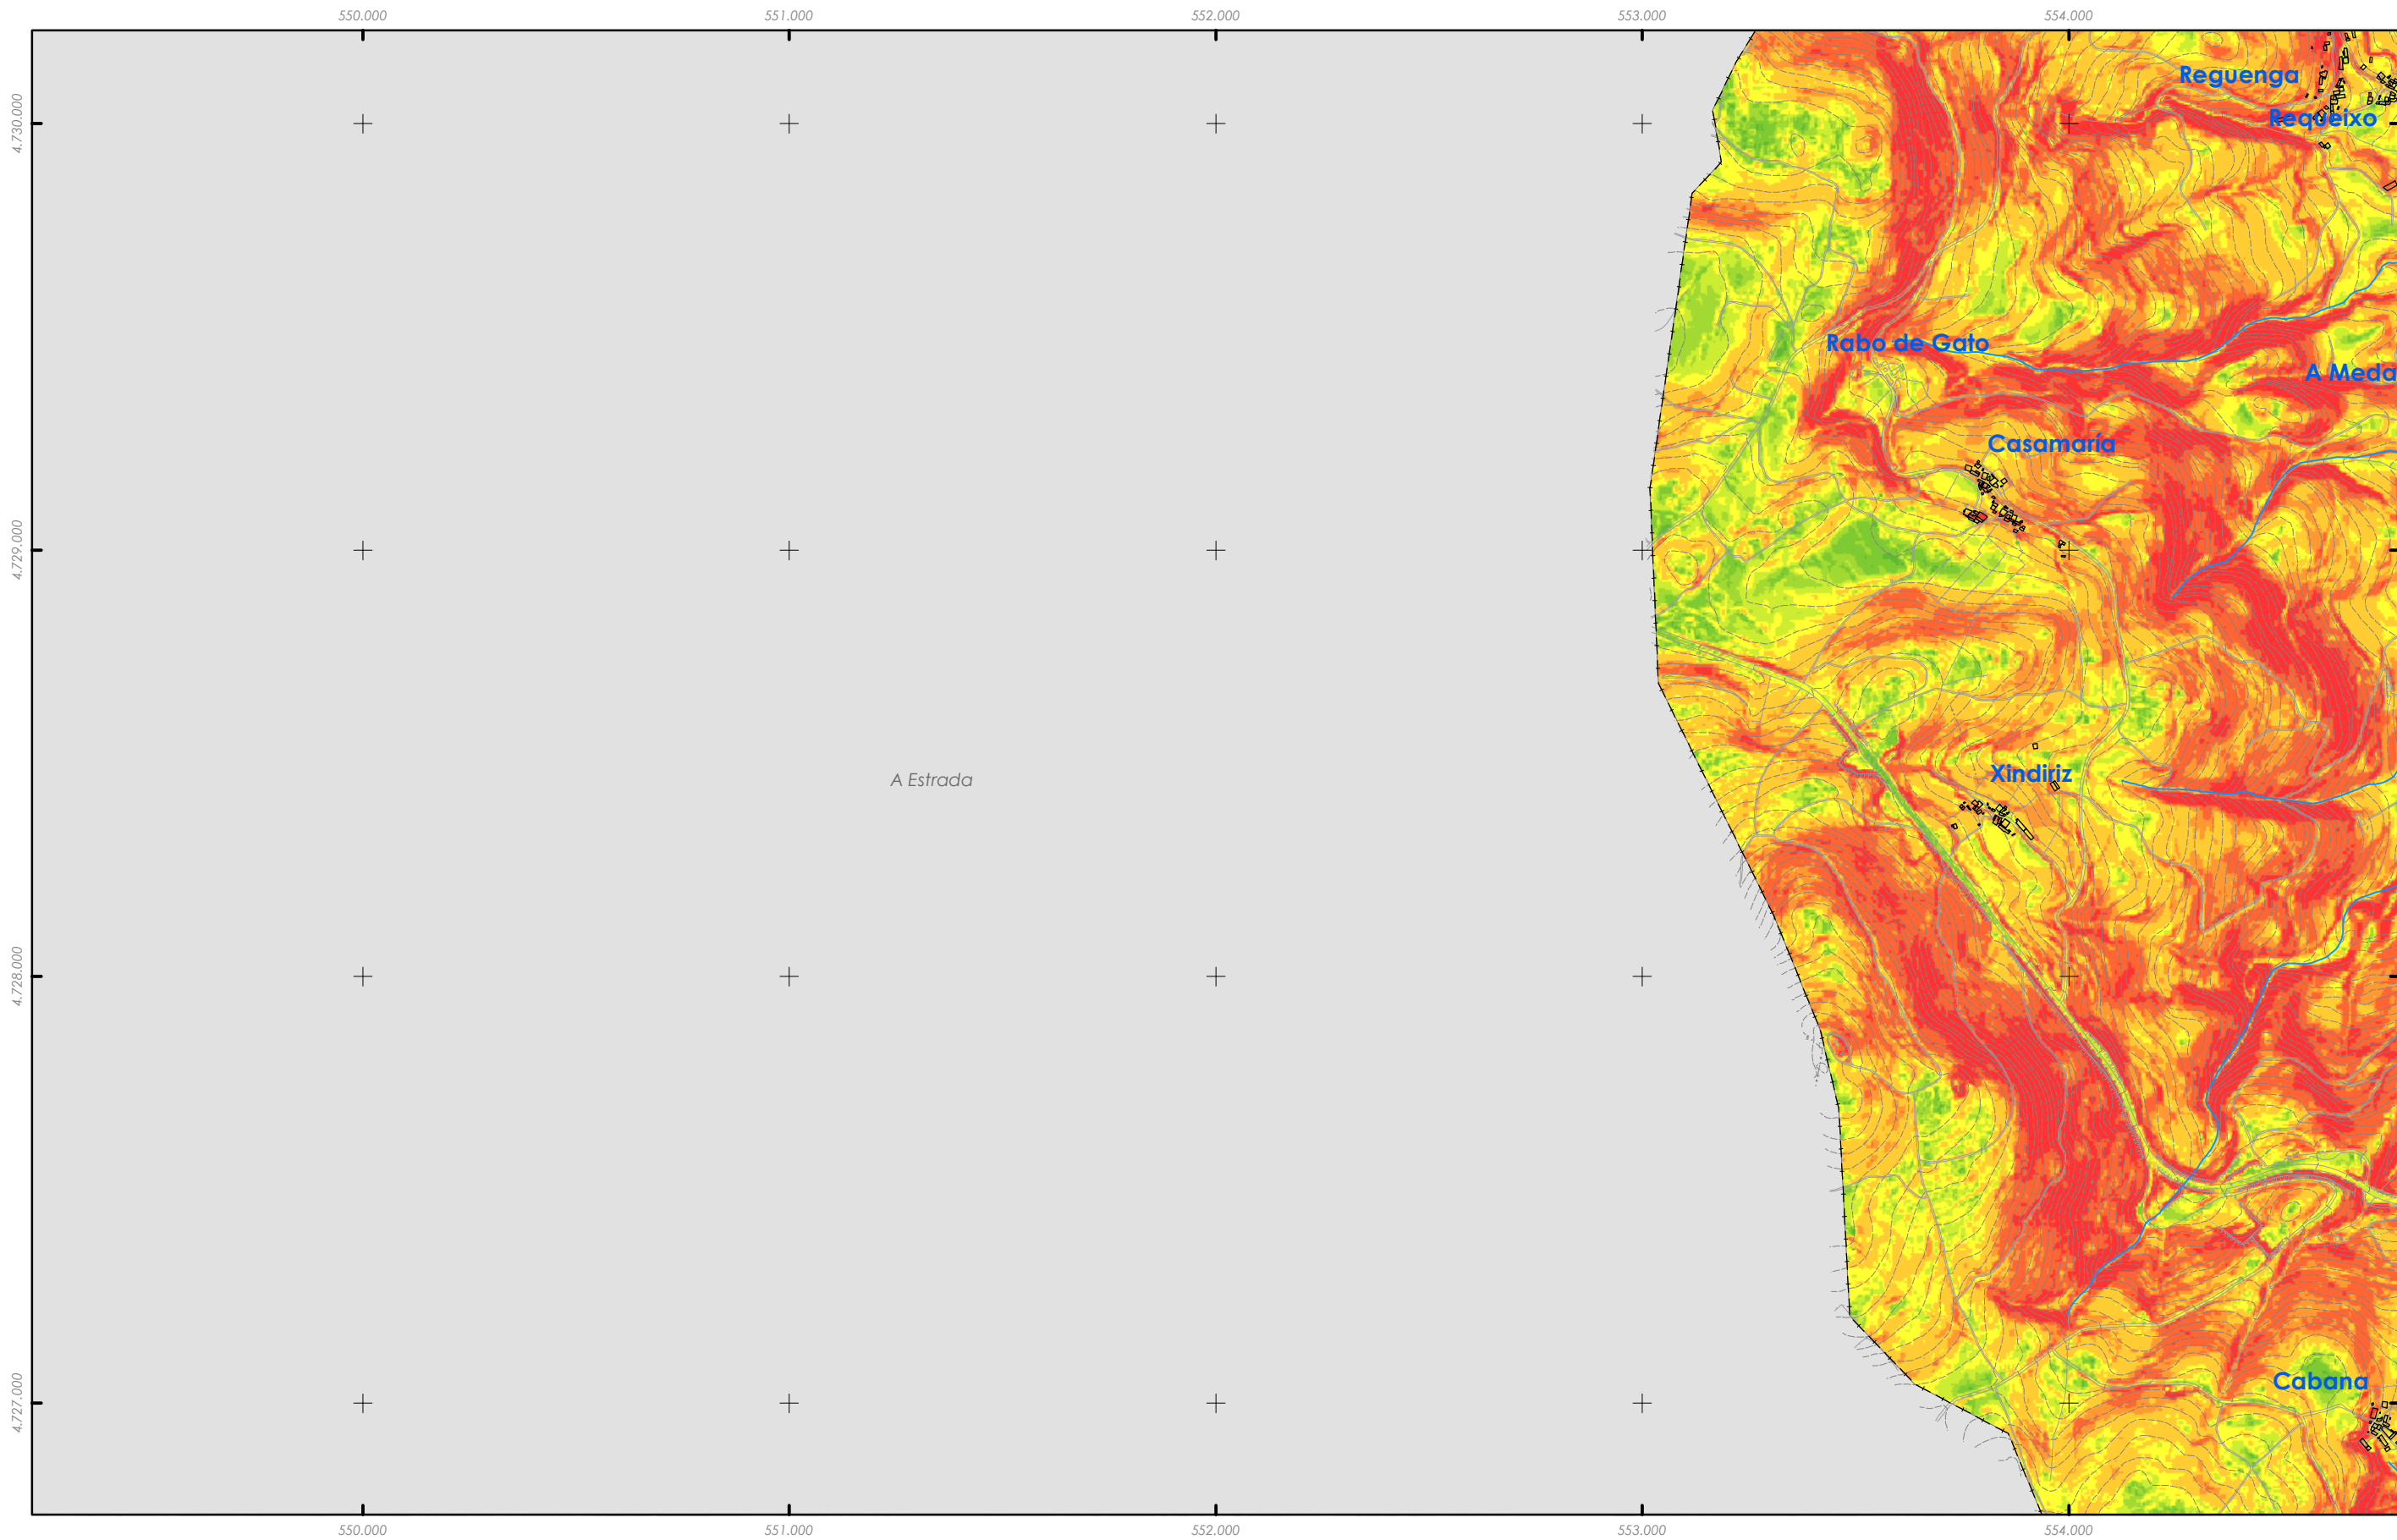 550.000
551.000
552.000
553.000
554.000
Reguenga
4.730.000
Requeixo
Rabo de Gato
A Meda
Casamaría
4.729.000
Xindiriz
A Estrada
4.728.000
Cabana
4.727.000
550.000
551.000
552.000
553.000
554.000